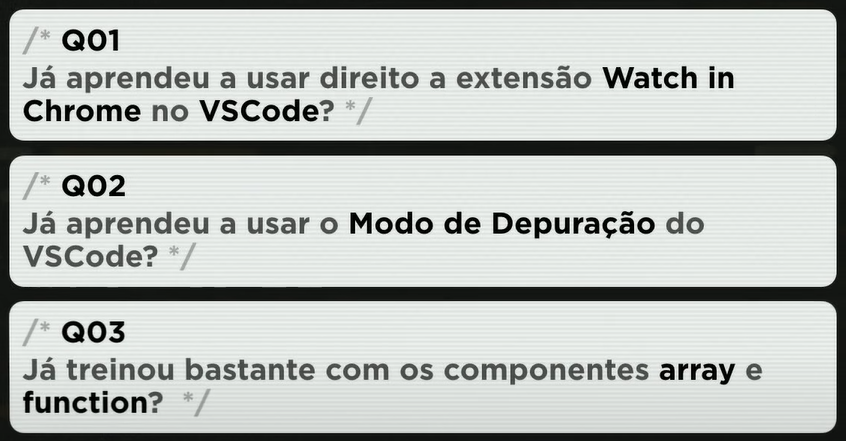 /* Q01
Já aprendeu a usar direito a extensão Watch in
Chrome no VSCode? */
/* Q02
Já aprendeu a usar o Modo de Depuração do
VSCode? */
/* Q03
Já treinou bastante com os componentes array e
function? */